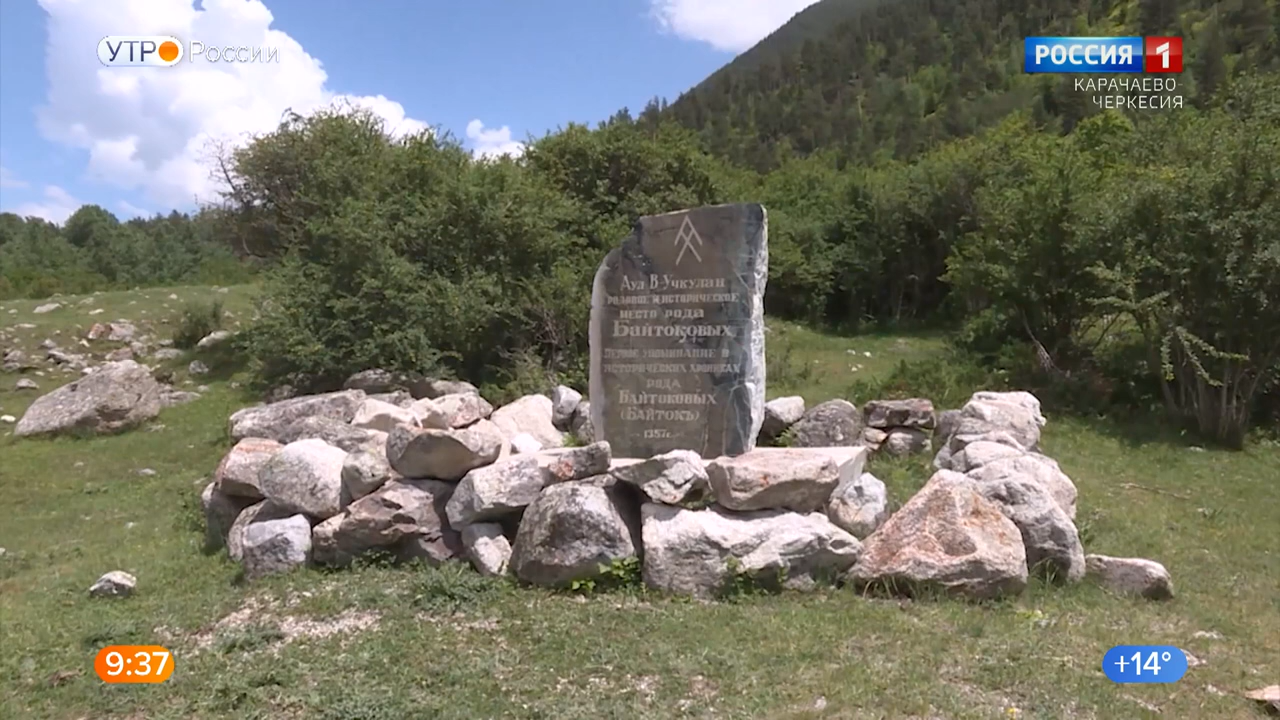 УТРО России
РОССИЯ 1
КАРАЧАЕВО-
ЧЕРКЕСИЯ
Аул В-Учкулан
родовое и историческое
место рода
Байтоковых
Первое упоминание в
исторических хрониках
рода
Байтоковых
(Байтокъ)
1357г.
9:37
+14°